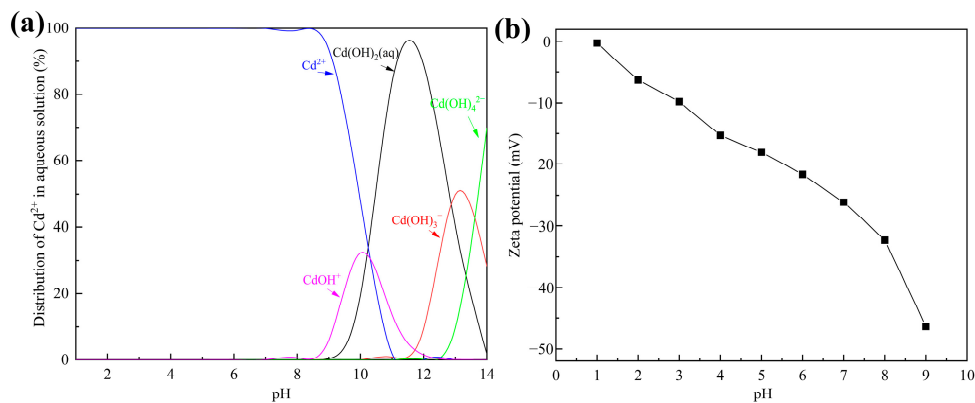 (a)
Distribution of Cd²⁺ in aqueous solution (%)
100
80
60
40
20
0
Cd²⁺
Cd(OH)₂(aq)
Cd(OH)₄²⁻
Cd(OH)₃⁻
CdOH⁺
2 4 6 8 10 12 14
pH
(b)
Zeta potential (mV)
0
−10
−20
−30
−40
−50
0 1 2 3 4 5 6 7 8 9 10
pH